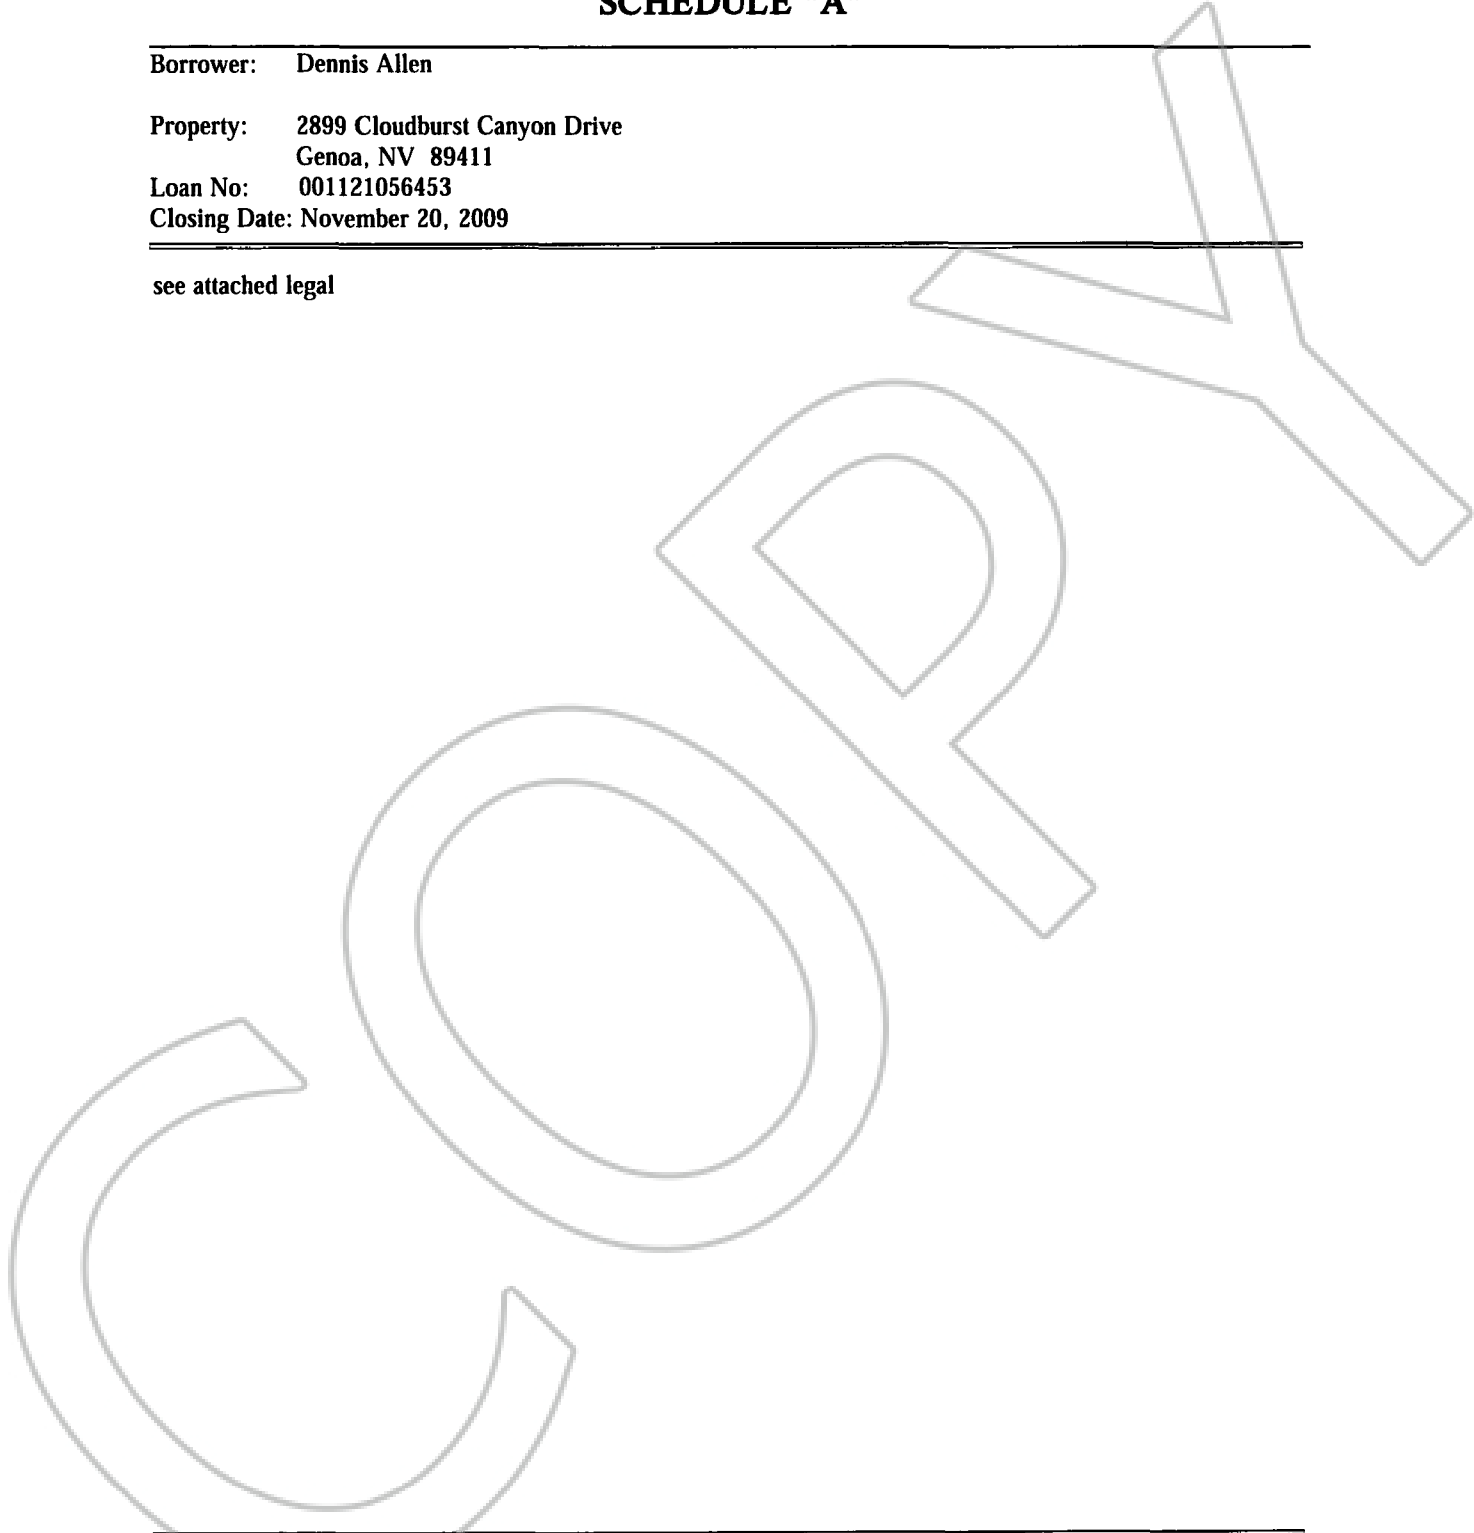 SCHEDULE "A"
Borrower: Dennis Allen
Property: 2899 Cloudburst Canyon Drive
Genoa, NV 89411
Loan No: 001121056453
Closing Date: November 20, 2009
see attached legal
COPY